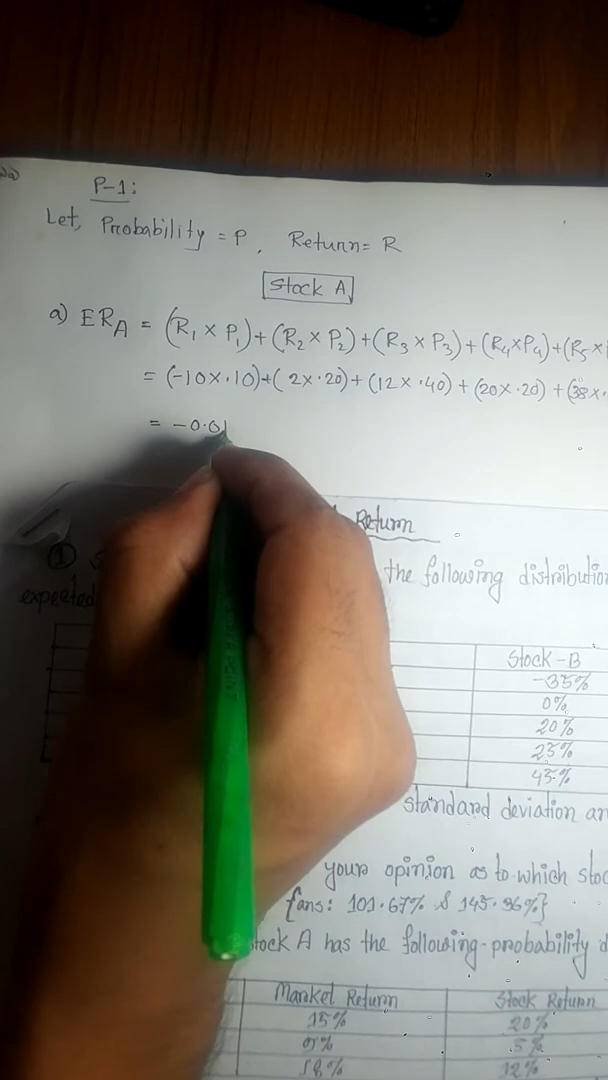 P-1:
Let, Probability = P, Return = R
Stock A
a) ERA = (R₁ × P₁) + (R₂ × P₂) + (R₃ × P₃) + (R₄ × P₄) + (R₅ ×
= (-10 × .10) + (2 × .20) + (12 × .40) + (20 × .20) + (38 ×
= -0.01
Return
① the following distribution
expected
Stock-B
-35%
0%
20%
25%
45%
standard deviation an
your opinion as to which stoc
{ans: 101.67% & 145.36%}
tock A has the following probability d
Market Return Stock Return
15% 20%
5%
18% 12%